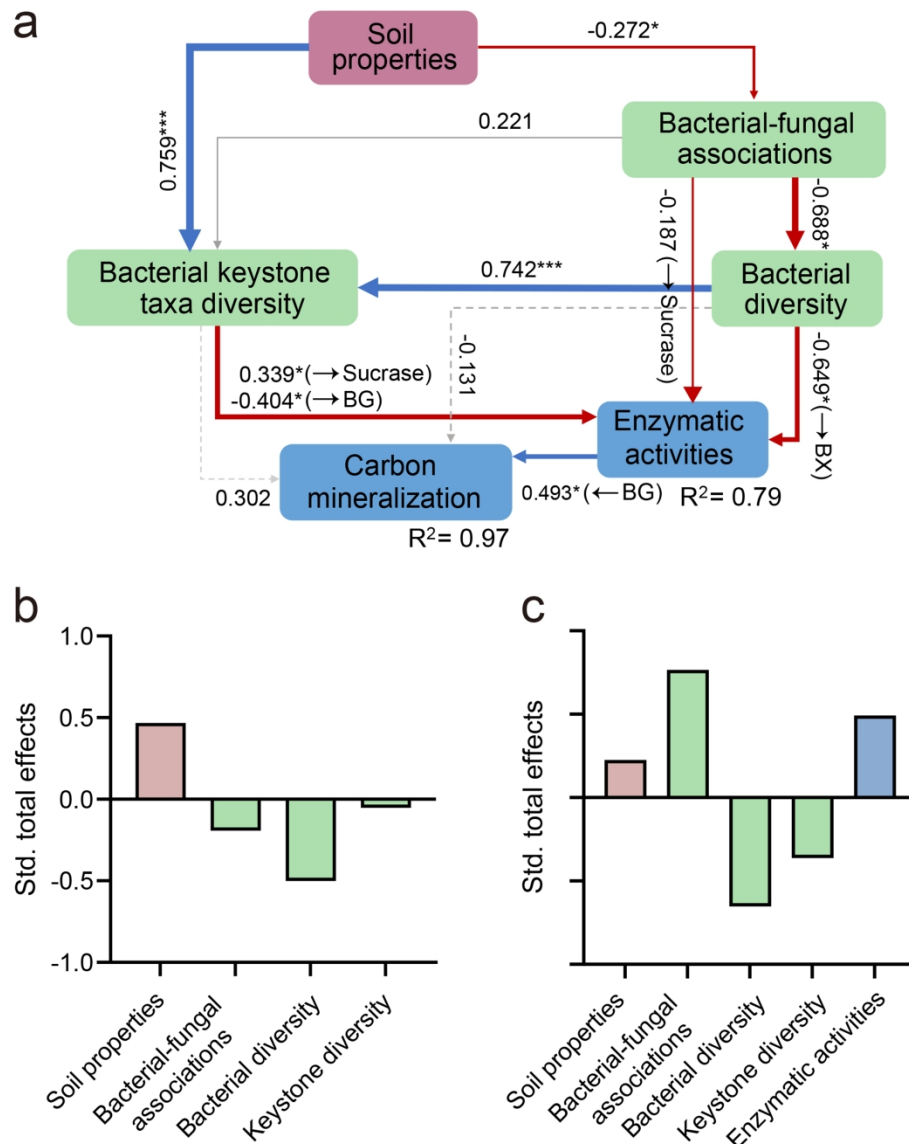 a
Soil
properties
-0.272*
0.759***
0.221
Bacterial-fungal
associations
-0.187 (→Sucrase)
-0.688*
Bacterial keystone
taxa diversity
0.742***
Bacterial
diversity
-0.131
-0.649*(→BX)
0.339*(→Sucrase)
-0.404*(→BG)
Enzymatic
activities
Carbon
mineralization
0.302
0.493*(←BG)
R²= 0.79
R²= 0.97
b
Std. total effects
1.0
0.5
0.0
-0.5
-1.0
Soil properties
Bacterial-fungal
associations
Bacterial diversity
Keystone diversity
c
Std. total effects
Soil properties
Bacterial-fungal
associations
Bacterial diversity
Keystone diversity
Enzymatic activities